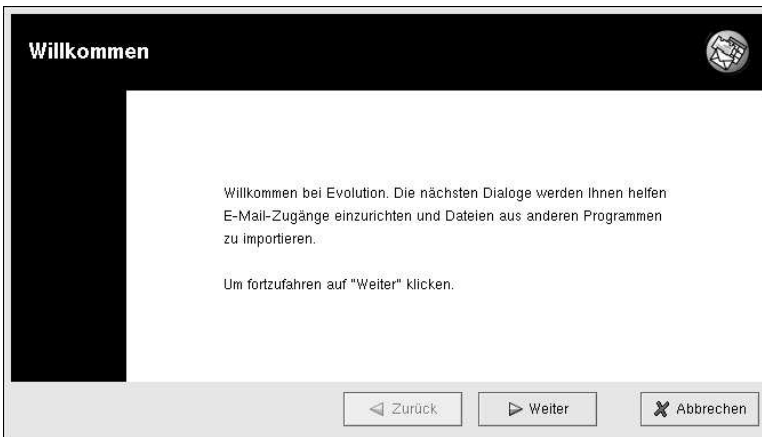 Willkommen
Willkommen bei Evolution. Die nächsten Dialoge werden Ihnen helfen
E-Mail-Zugänge einzurichten und Dateien aus anderen Programmen
zu importieren.
Um fortzufahren auf "Weiter" klicken.
Zurück
Weiter
Abbrechen